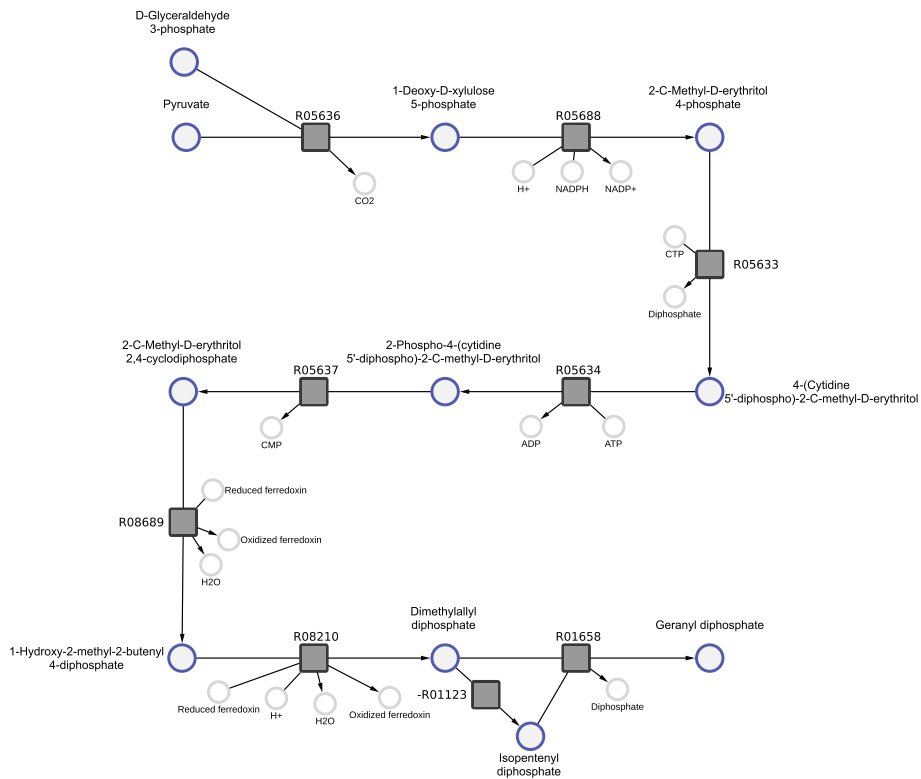 D-Glyceraldehyde
3-phosphate
Pyruvate
R05636
CO2
1-Deoxy-D-xylulose
5-phosphate
R05688
H+
NADPH
NADP+
2-C-Methyl-D-erythritol
4-phosphate
CTP
R05633
Diphosphate
2-C-Methyl-D-erythritol
2,4-cyclodiphosphate
R05637
CMP
2-Phospho-4-(cytidine
5'-diphospho)-2-C-methyl-D-erythritol
R05634
ADP
ATP
4-(Cytidine
5'-diphospho)-2-C-methyl-D-erythritol
Reduced ferredoxin
R08689
Oxidized ferredoxin
H2O
1-Hydroxy-2-methyl-2-butenyl
4-diphosphate
R08210
Reduced ferredoxin
H+
H2O
Oxidized ferredoxin
Dimethylallyl
diphosphate
-R01123
R01658
Diphosphate
Geranyl diphosphate
Isopentenyl
diphosphate